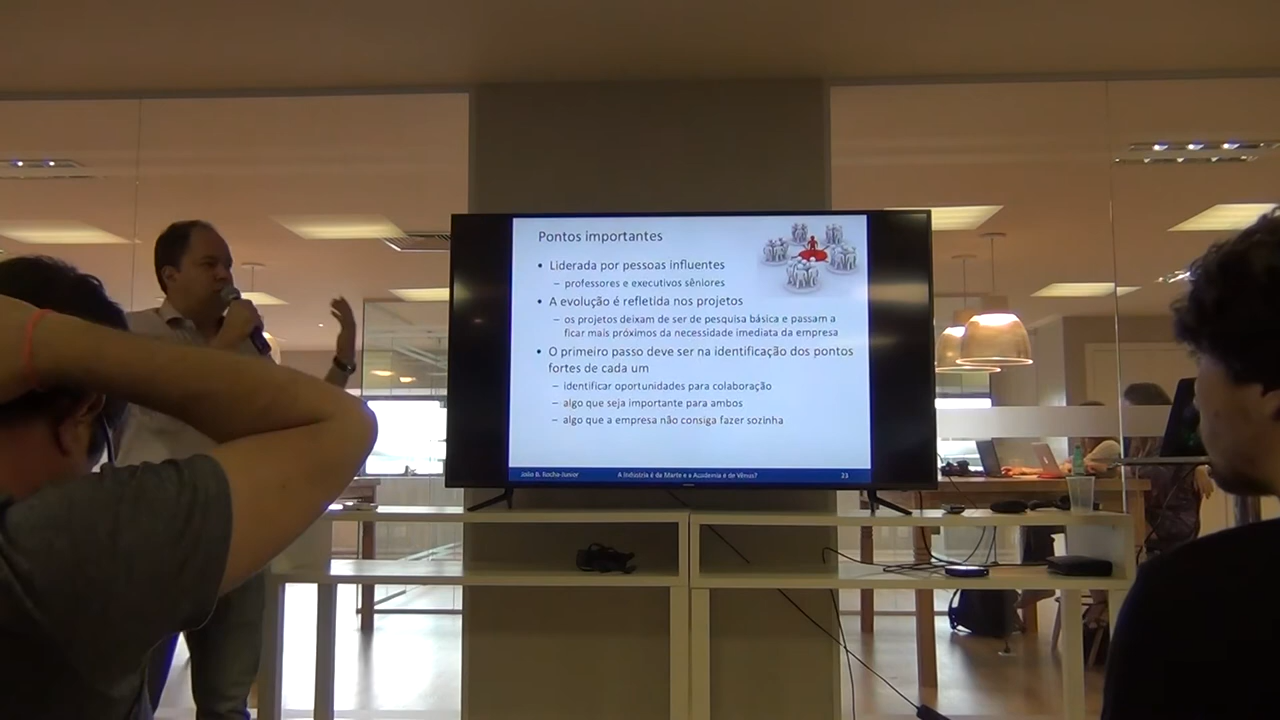 Pontos importantes
• Liderada por pessoas influentes
– professores e executivos sêniores
• A evolução é refletida nos projetos
– os projetos deixam de ser de pesquisa básica e passam a
ficar mais próximos da necessidade imediata da empresa
• O primeiro passo deve ser na identificação dos pontos
fortes de cada um
– identificar oportunidades para colaboração
– algo que seja importante para ambos
– algo que a empresa não consiga fazer sozinha
João B. Rocha-Junior A Indústria é de Marte e a Academia é de Vênus? 23